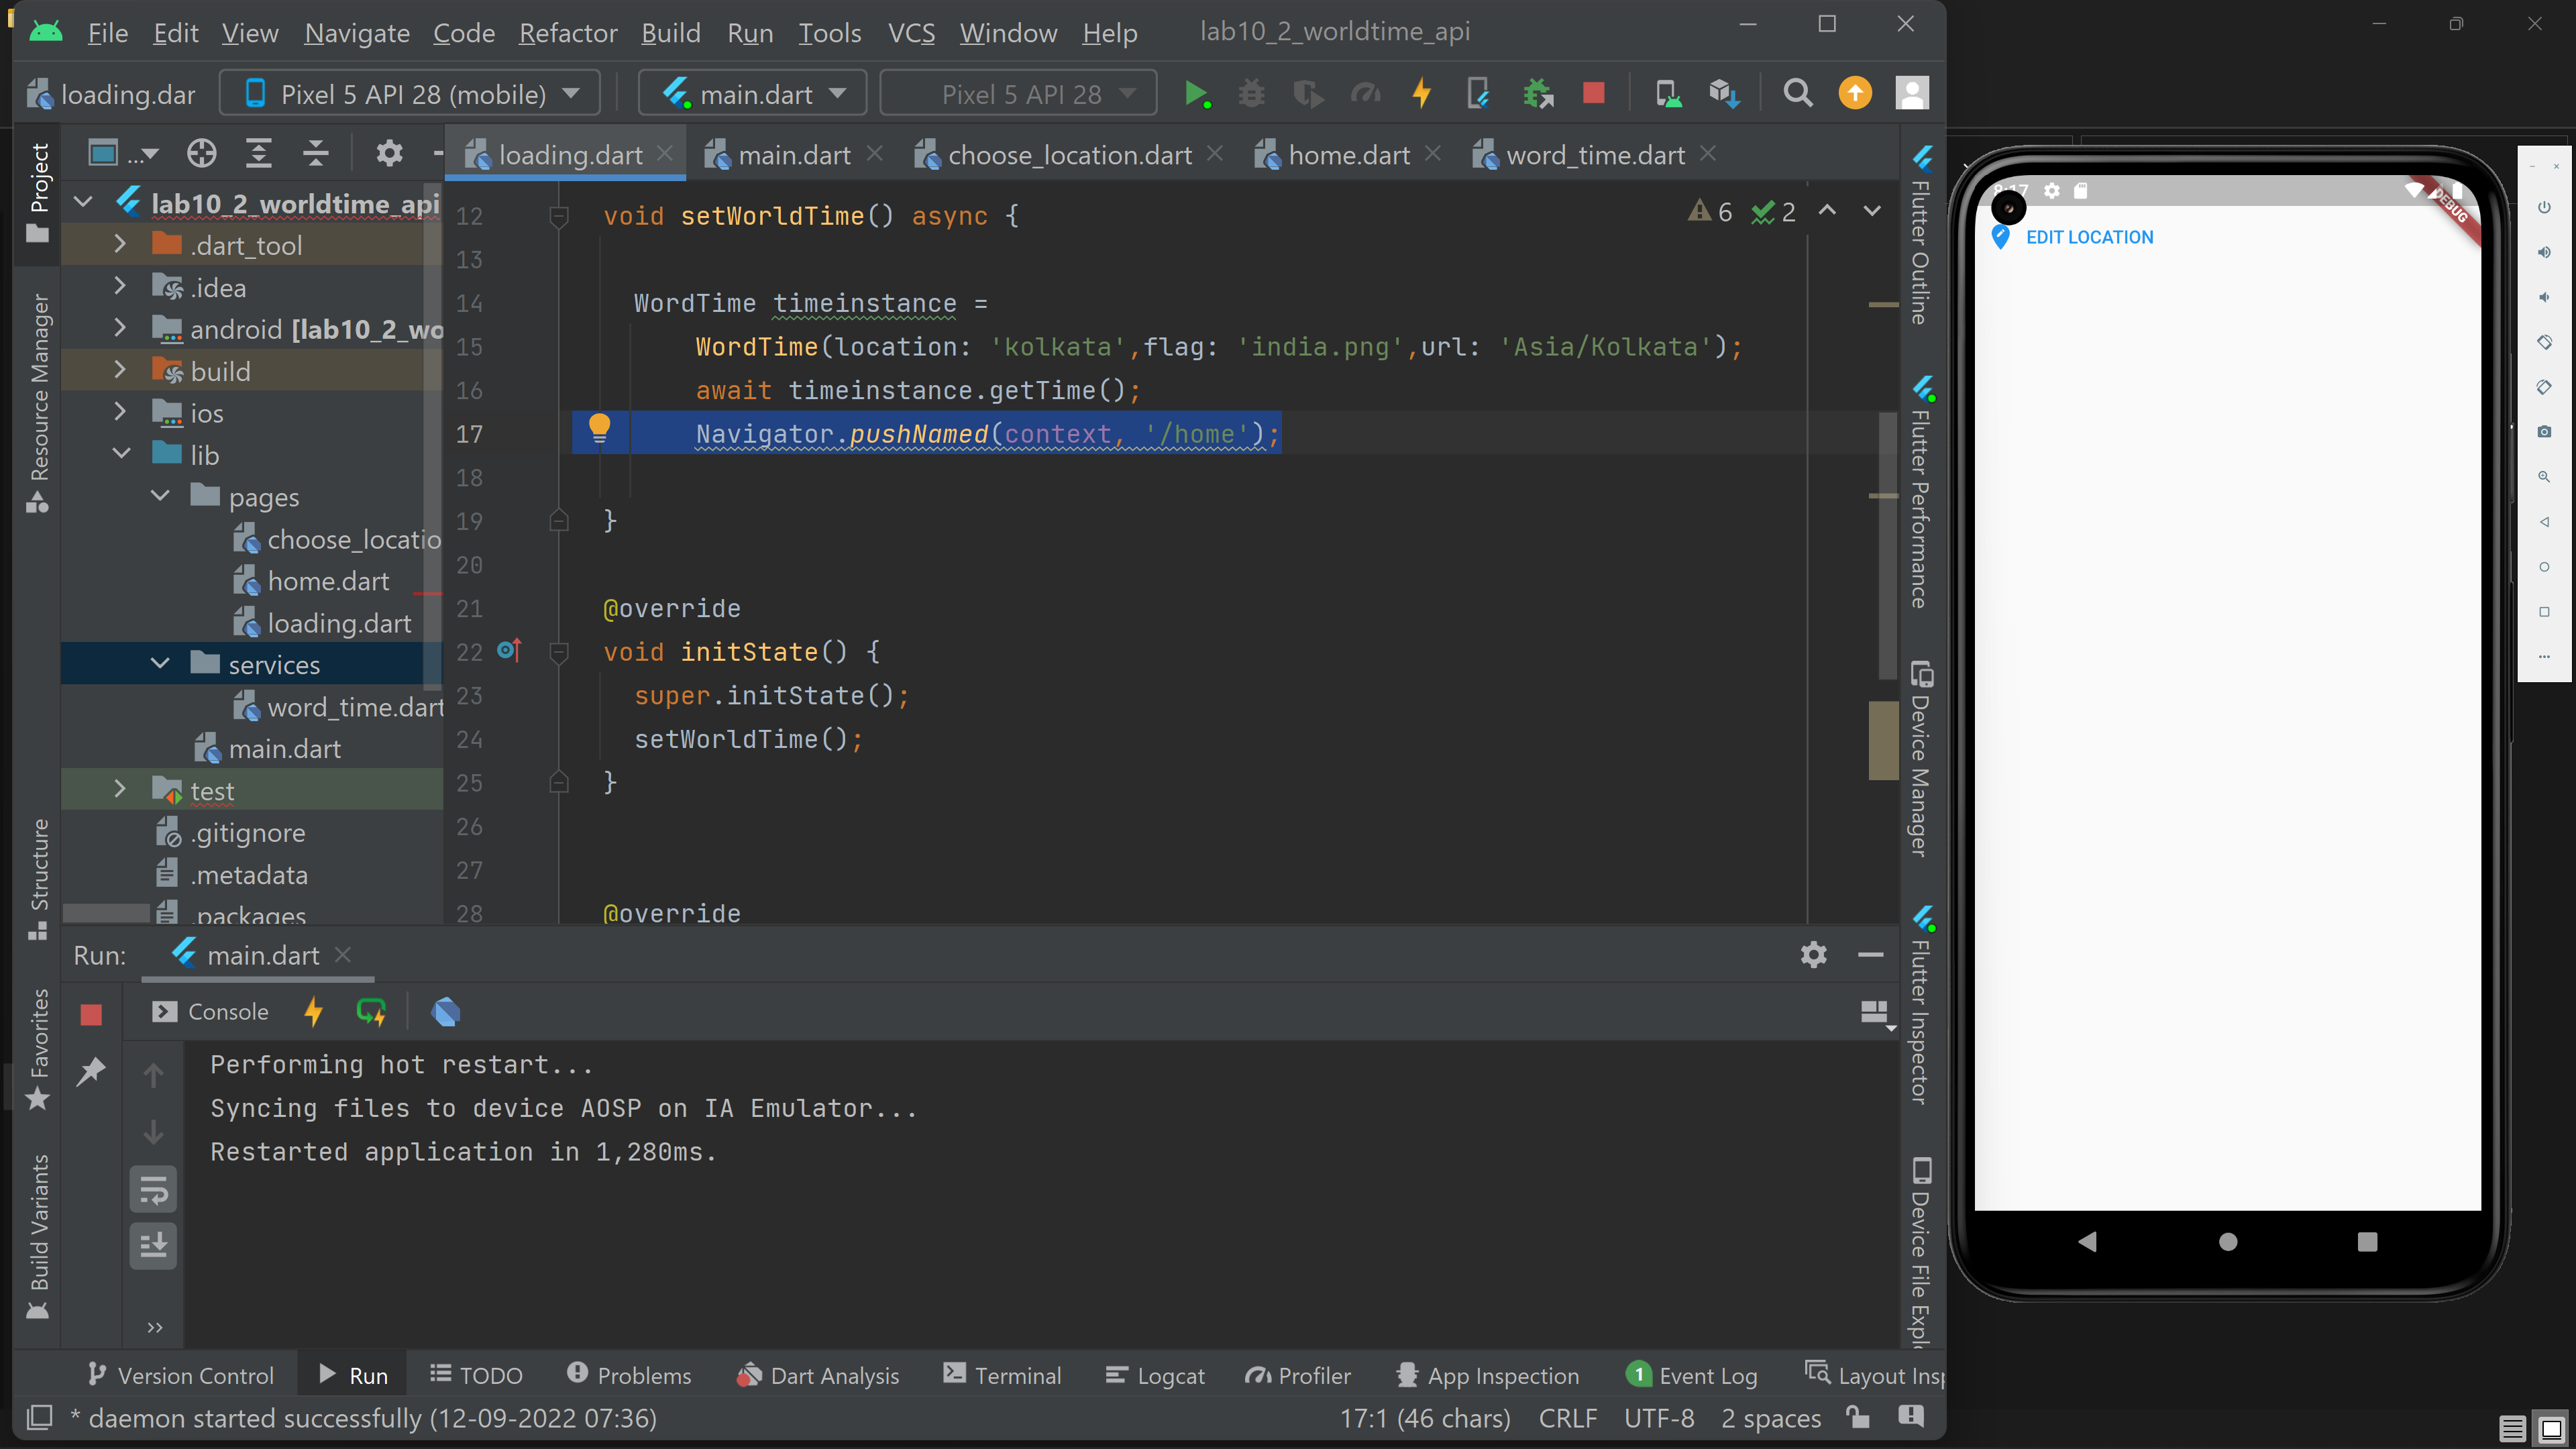 File Edit View Navigate Code Refactor Build Run Tools VCS Window Help lab10_2_worldtime_api
loading.dar Pixel 5 API 28 (mobile) main.dart Pixel 5 API 28
... loading.dart main.dart choose_location.dart home.dart word_time.dart
Project
Resource Manager
Structure
Favorites
Build Variants
lab10_2_worldtime_api
.dart_tool
.idea
android [lab10_2_wo
build
ios
lib
pages
choose_locatio
home.dart
loading.dart
services
word_time.dart
main.dart
test
.gitignore
.metadata
.packages
6 2
12 void setWorldTime() async {
13
14 WordTime timeinstance =
15 WordTime(location: 'kolkata',flag: 'india.png',url: 'Asia/Kolkata');
16 await timeinstance.getTime();
17 Navigator.pushNamed(context, '/home');
18
19 }
20
21 @override
22 void initState() {
23 super.initState();
24 setWorldTime();
25 }
26
27
28 @override
Flutter Outline
Flutter Performance
Device Manager
Flutter Inspector
Device File Expl
8:17
DEBUG
EDIT LOCATION
Run: main.dart
Console
Performing hot restart...
Syncing files to device AOSP on IA Emulator...
Restarted application in 1,280ms.
Version Control Run TODO Problems Dart Analysis Terminal Logcat Profiler App Inspection 1 Event Log Layout Insp
* daemon started successfully (12-09-2022 07:36) 17:1 (46 chars) CRLF UTF-8 2 spaces